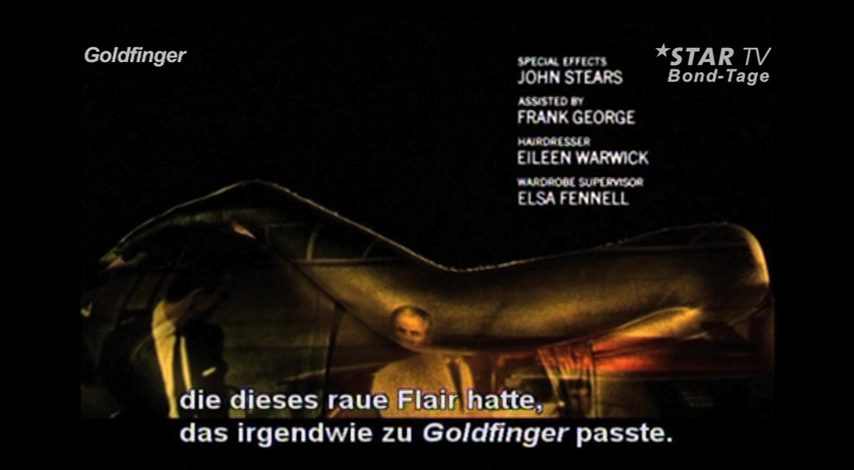 Goldfinger
STAR TV
Bond-Tage
SPECIAL EFFECTS
JOHN STEARS
ASSISTED BY
FRANK GEORGE
HAIRDRESSER
EILEEN WARWICK
WARDROBE SUPERVISOR
ELSA FENNELL
die dieses raue Flair hatte,
das irgendwie zu Goldfinger passte.